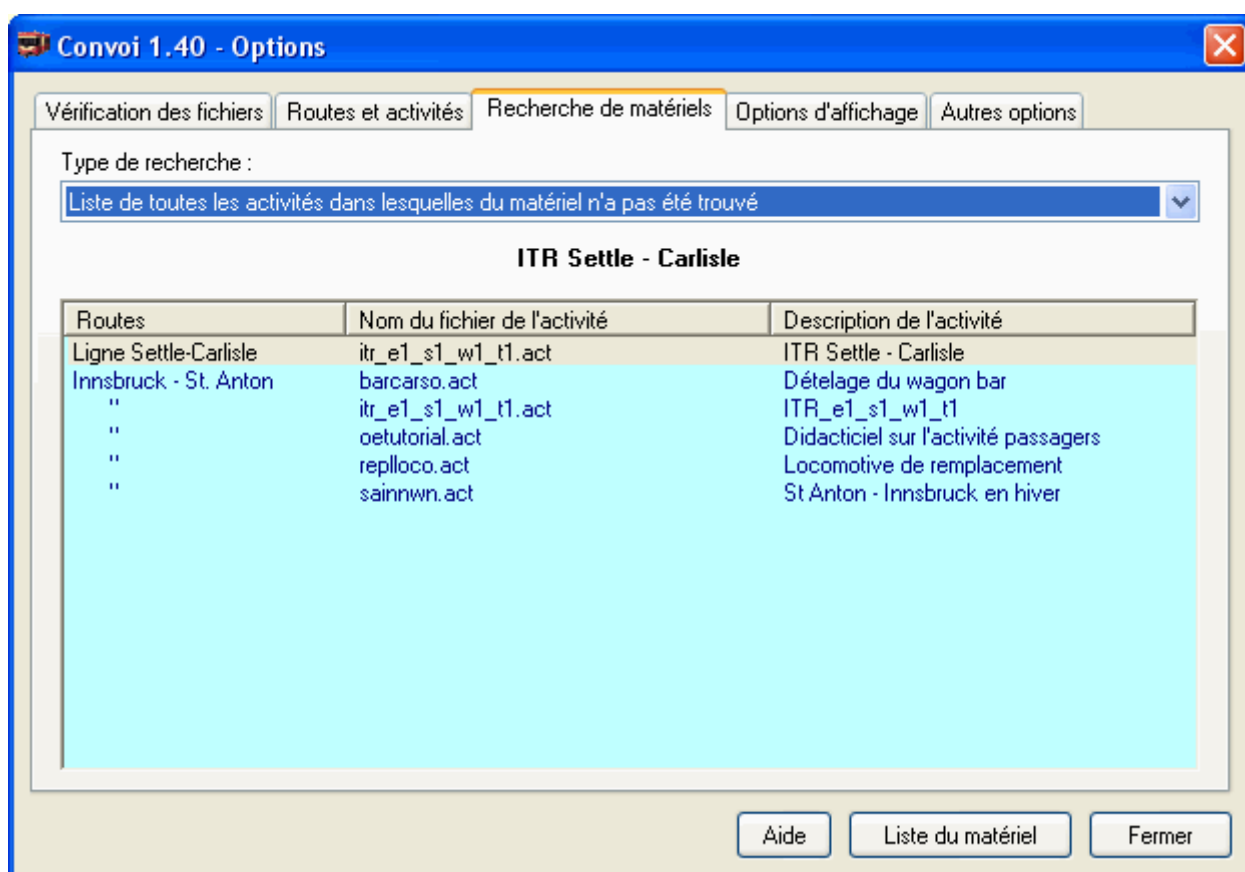 Convoi 1.40 - Options
Vérification des fichiers Routes et activités Recherche de matériels Options d'affichage Autres options
Type de recherche :
Liste de toutes les activités dans lesquelles du matériel n'a pas été trouvé
ITR Settle - Carlisle
Routes Nom du fichier de l'activité Description de l'activité
Ligne Settle-Carlisle itr_e1_s1_w1_t1.act ITR Settle - Carlisle
Innsbruck - St. Anton barcarso.act Dételage du wagon bar
" itr_e1_s1_w1_t1.act ITR_e1_s1_w1_t1
" oetutorial.act Didacticiel sur l'activité passagers
" replloco.act Locomotive de remplacement
" sainnwn.act St Anton - Innsbruck en hiver
Aide Liste du matériel Fermer